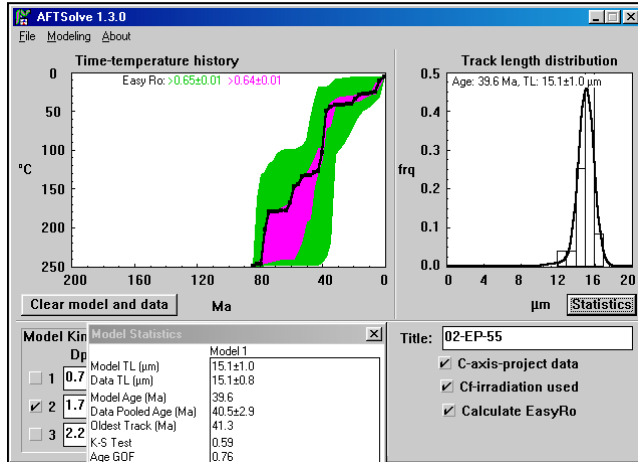 AFTSolve 1.3.0
File Modeling About
Time-temperature history
Easy Ro: >0.65±0.01 >0.64±0.01
0
50
100
°C
150
200
250
200 160 120 80 40 0
Clear model and data
Ma
Track length distribution
Age: 39.6 Ma, TL: 15.1±1.0 µm
0.5
0.4
0.3
frq
0.2
0.1
0.0
0 4 8 12 16 20
µm
Statistics
Model Kin
Dp
1 0.7
2 1.7
3 2.2
Model Statistics
Model 1
Model TL (µm) 15.1±1.0
Data TL (µm) 15.1±0.8
Model Age (Ma) 39.6
Data Pooled Age (Ma) 40.5±2.9
Oldest Track (Ma) 41.3
K-S Test 0.59
Age GOF 0.76
Title: 02-EP-55
C-axis-project data
Cf-irradiation used
Calculate EasyRo